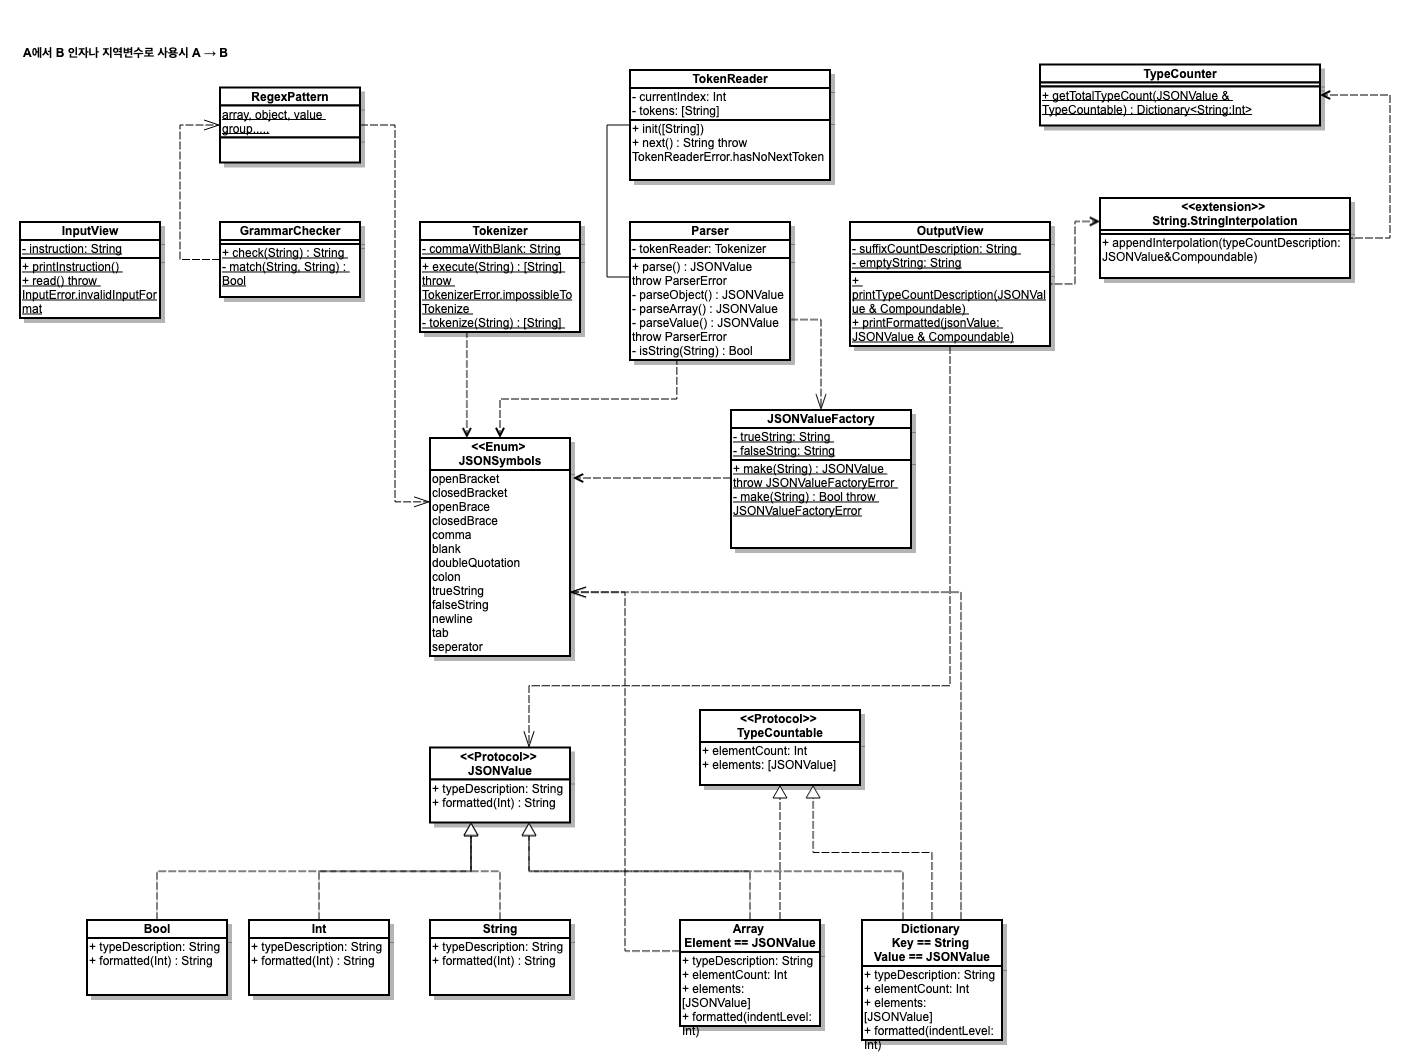 A에서 B 인자나 지역변수로 사용시 A → B
RegexPattern
array, object, value
group.....
TokenReader
- currentIndex: Int
- tokens: [String]
+ init([String])
+ next() : String throw
TokenReaderError.hasNoNextToken
TypeCounter
+ getTotalTypeCount(JSONValue &
TypeCountable) : Dictionary<String:Int>
InputView
- instruction: String
+ printInstruction()
+ read() throw
InputError.invalidInputFor
mat
GrammarChecker
+ check(String) : String
- match(String, String) :
Bool
Tokenizer
- commaWithBlank: String
+ execute(String) : [String]
throw
TokenizerError.impossibleTo
Tokenize
- tokenize(String) : [String]
Parser
- tokenReader: Tokenizer
+ parse() : JSONValue
throw ParserError
- parseObject() : JSONValue
- parseArray() : JSONValue
- parseValue() : JSONValue
throw ParserError
- isString(String) : Bool
OutputView
- suffixCountDescription: String
- emptyString: String
+
printTypeCountDescription(JSONVal
ue & Compoundable)
+ printFormatted(jsonValue:
JSONValue & Compoundable)
<<extension>>
String.StringInterpolation
+ appendInterpolation(typeCountDescription:
JSONValue&Compoundable)
JSONValueFactory
- trueString: String
- falseString: String
+ make(String) : JSONValue
throw JSONValueFactoryError
- make(String) : Bool throw
JSONValueFactoryError
<<Enum>
JSONSymbols
openBracket
closedBracket
openBrace
closedBrace
comma
blank
doubleQuotation
colon
trueString
falseString
newline
tab
seperator
<<Protocol>>
TypeCountable
+ elementCount: Int
+ elements: [JSONValue]
<<Protocol>>
JSONValue
+ typeDescription: String
+ formatted(Int) : String
Bool
+ typeDescription: String
+ formatted(Int) : String
Int
+ typeDescription: String
+ formatted(Int) : String
String
+ typeDescription: String
+ formatted(Int) : String
Array
Element == JSONValue
+ typeDescription: String
+ elementCount: Int
+ elements:
[JSONValue]
+ formatted(indentLevel:
Int)
Dictionary
Key == String
Value == JSONValue
+ typeDescription: String
+ elementCount: Int
+ elements:
[JSONValue]
+ formatted(indentLevel:
Int)